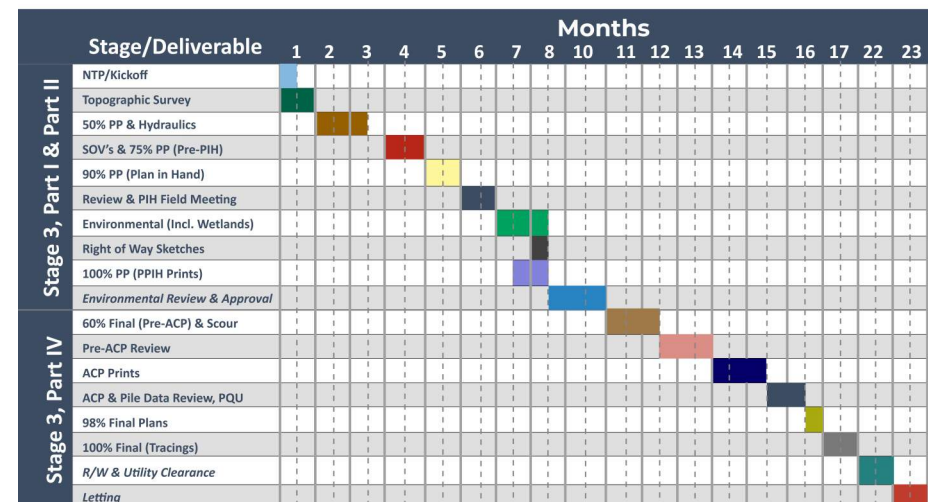 Months
Stage/Deliverable 1 2 3 4 5 6 7 8 10 11 12 13 14 15 16 17 22 23
Stage 3, Part I & Part II
NTP/Kickoff
Topographic Survey
50% PP & Hydraulics
SOV's & 75% PP (Pre-PIH)
90% PP (Plan in Hand)
Review & PIH Field Meeting
Environmental (Incl. Wetlands)
Right of Way Sketches
100% PP (PPIH Prints)
Environmental Review & Approval
Stage 3, Part IV
60% Final (Pre-ACP) & Scour
Pre-ACP Review
ACP Prints
ACP & Pile Data Review, PQU
98% Final Plans
100% Final (Tracings)
R/W & Utility Clearance
Letting